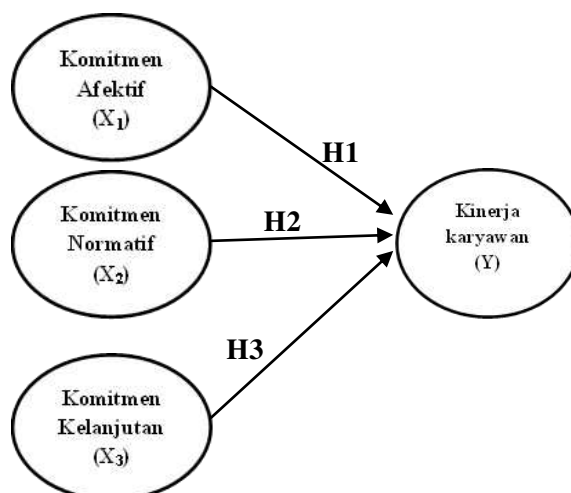 Komitmen
Afektif
(X1)
H1
Komitmen
Normatif
(X2)
H2
Kinerja
karyawan
(Y)
H3
Komitmen
Kelanjutan
(X3)